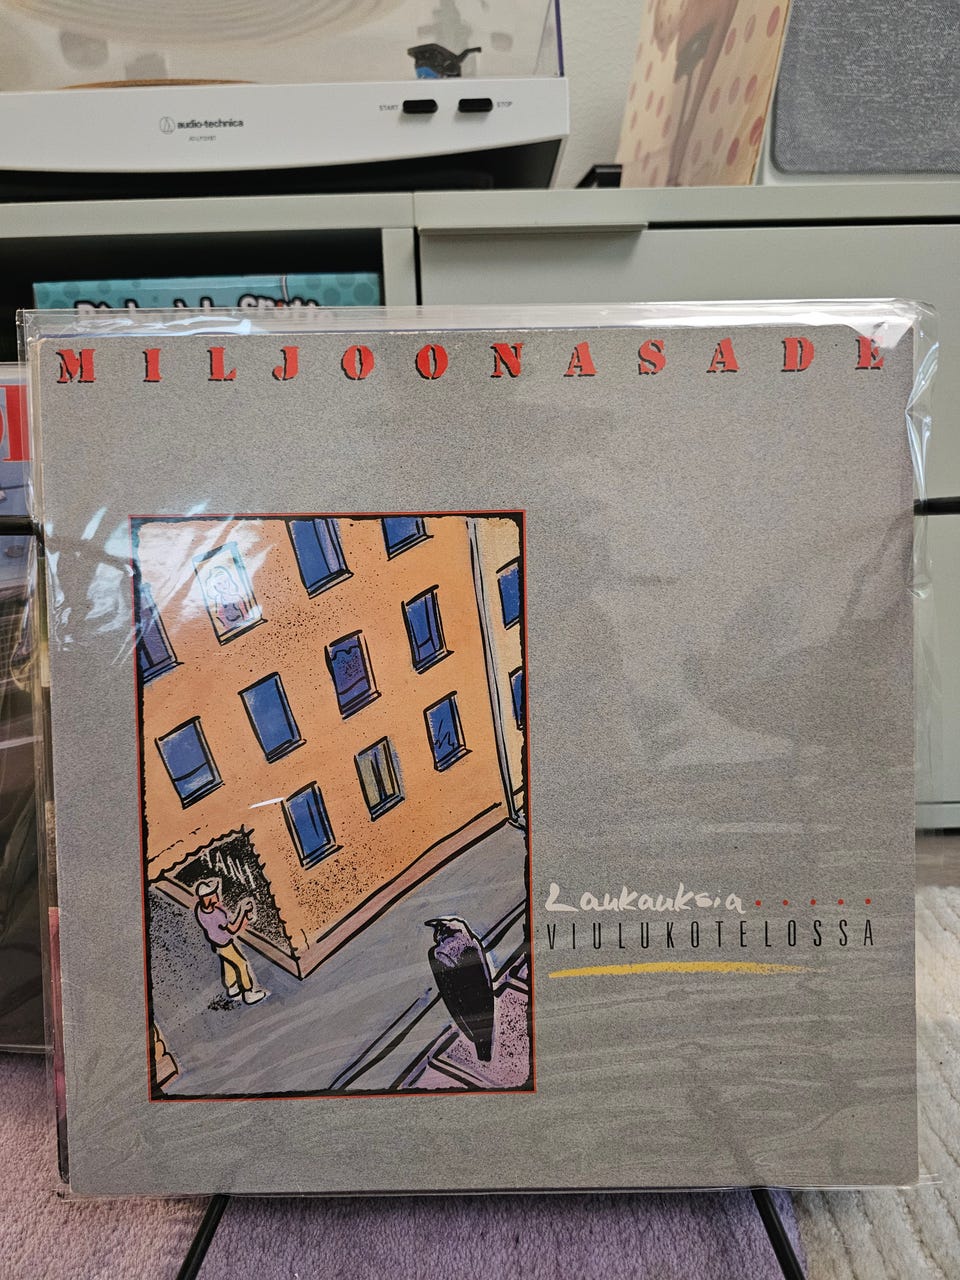 audio-technica
START
STOP
MILJOONASADE
Laukauksia.....
VIULUKOTELOSSA